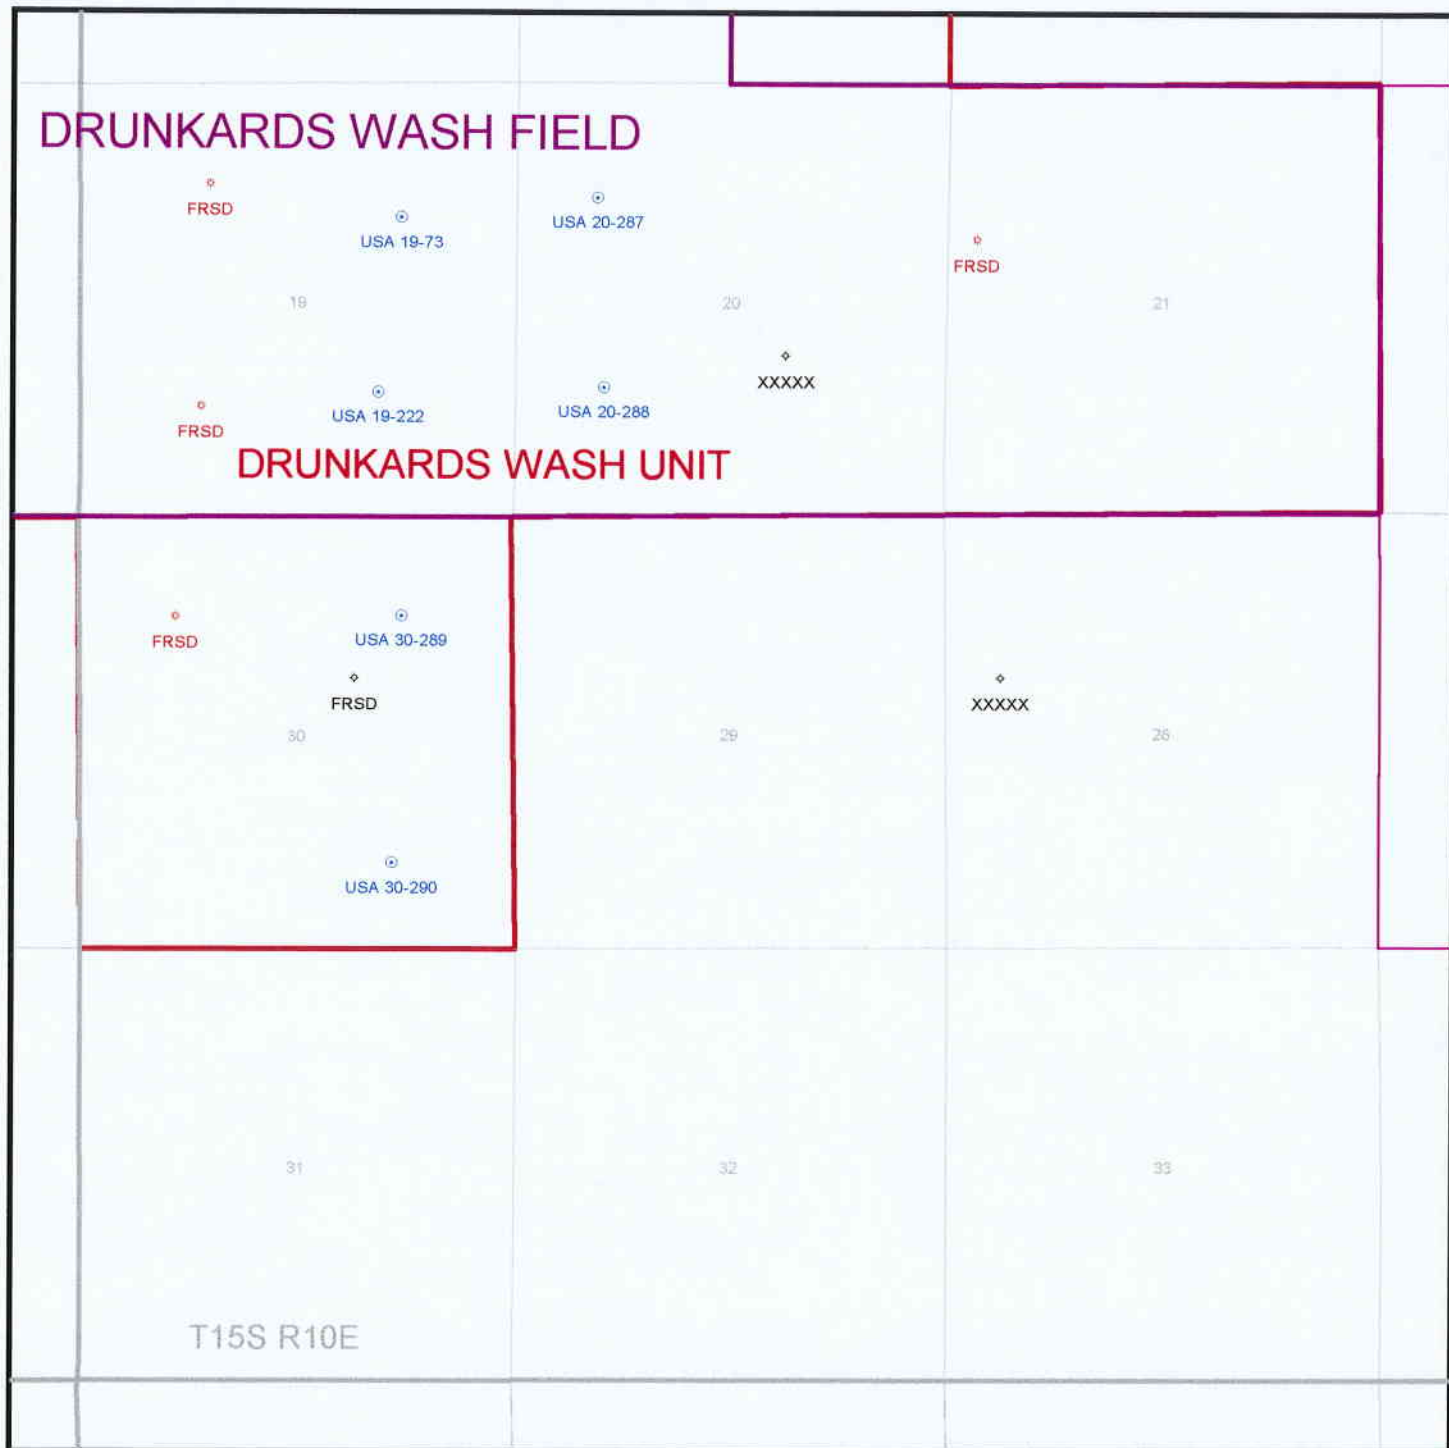 DRUNKARDS WASH FIELD
FRSD
USA 19-73
USA 20-287
FRSD
19
20
21
XXXXX
FRSD
USA 19-222
USA 20-288
DRUNKARDS WASH UNIT
FRSD
USA 30-289
FRSD
XXXXX
30
29
28
USA 30-290
31
32
33
T15S R10E